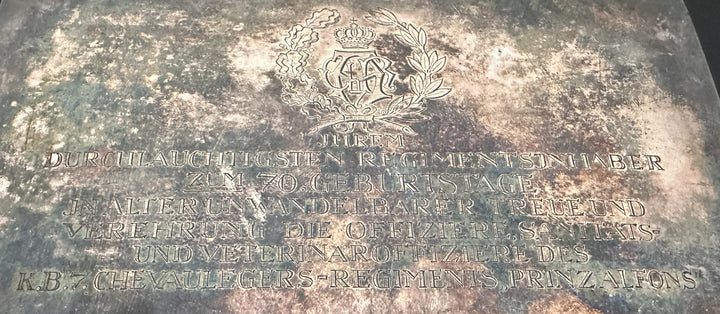 JHREM
DURCHLAUCHTIGSTEN REGIMENTSINHABER
ZUM 70. GEBURTSTAGE
IN ALTER UNWANDELBARER TREUE UND
VEREHRUNG DIE OFFIZIERE, SANITÄTS-
UND VETERINÄROFFIZIERE DES
K.B. 7. CHEVAULEGERS-REGIMENTS „PRINZ ALFONS"